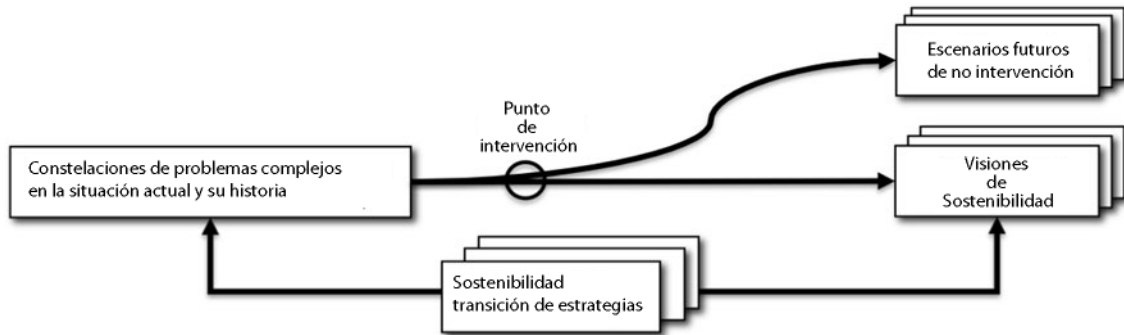 Escenarios futuros
de no intervención
Punto
de
intervención
Constelaciones de problemas complejos
en la situación actual y su historia
Visiones
de
Sostenibilidad
Sostenibilidad
transición de estrategias